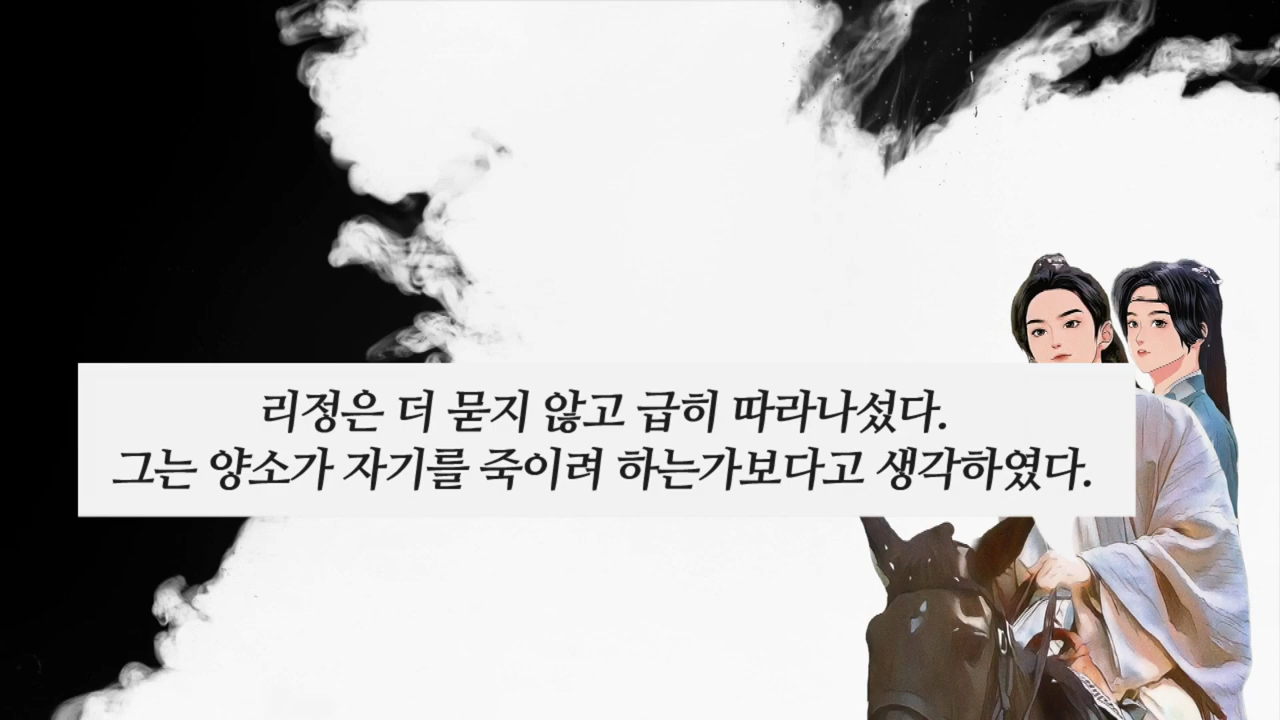 리정은 더 묻지 않고 급히 따라나섰다.
그는 양소가 자기를 죽이려 하는가보다고 생각하였다.